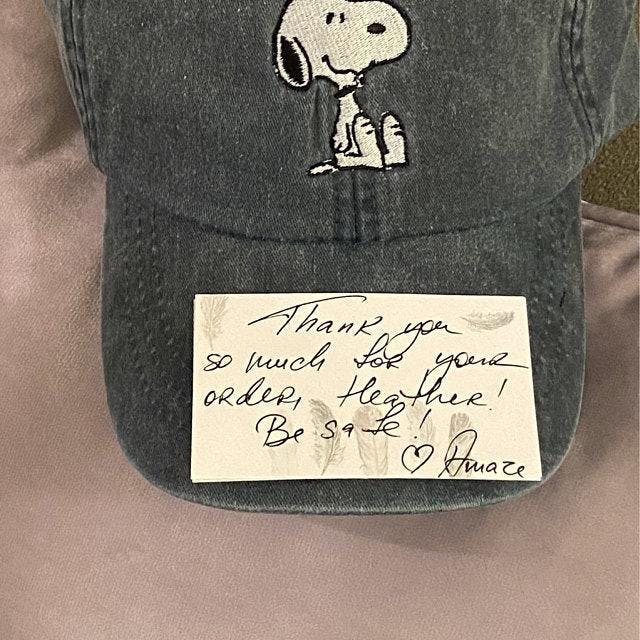 Thank you
so much for your
order, Heather!
Be safe!
♡ Amaze